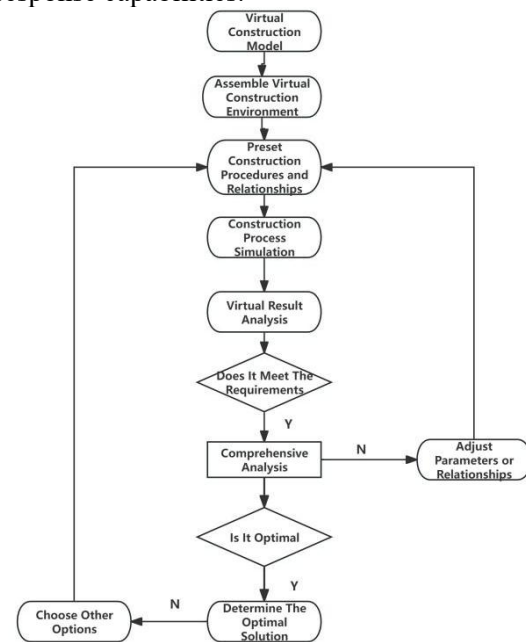 response capabilities.
Virtual
Construction
Model
Assemble Virtual
Construction
Environment
Preset
Construction
Procedures and
Relationships
Construction
Process
Simulation
Virtual Result
Analysis
Does It Meet The
Requirements
Y
Comprehensive
Analysis
N
Adjust
Parameters or
Relationships
Is It Optimal
Y
Determine The
Optimal
Solution
N
Choose Other
Options